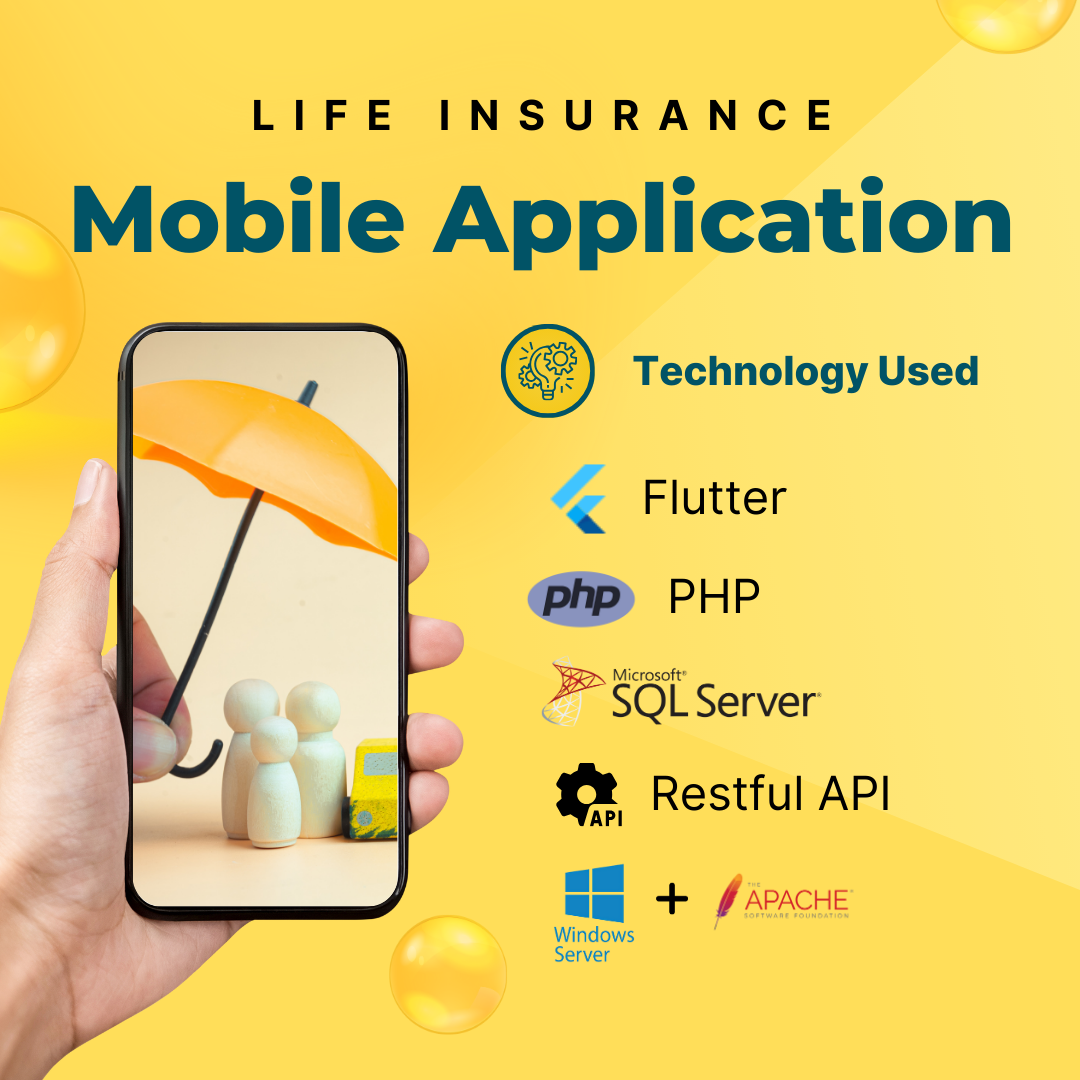 LIFE INSURANCE
Mobile Application
Technology Used
Flutter
php PHP
Microsoft®
SQL Server®
API Restful API
Windows
Server
+
THE
APACHE®
SOFTWARE FOUNDATION